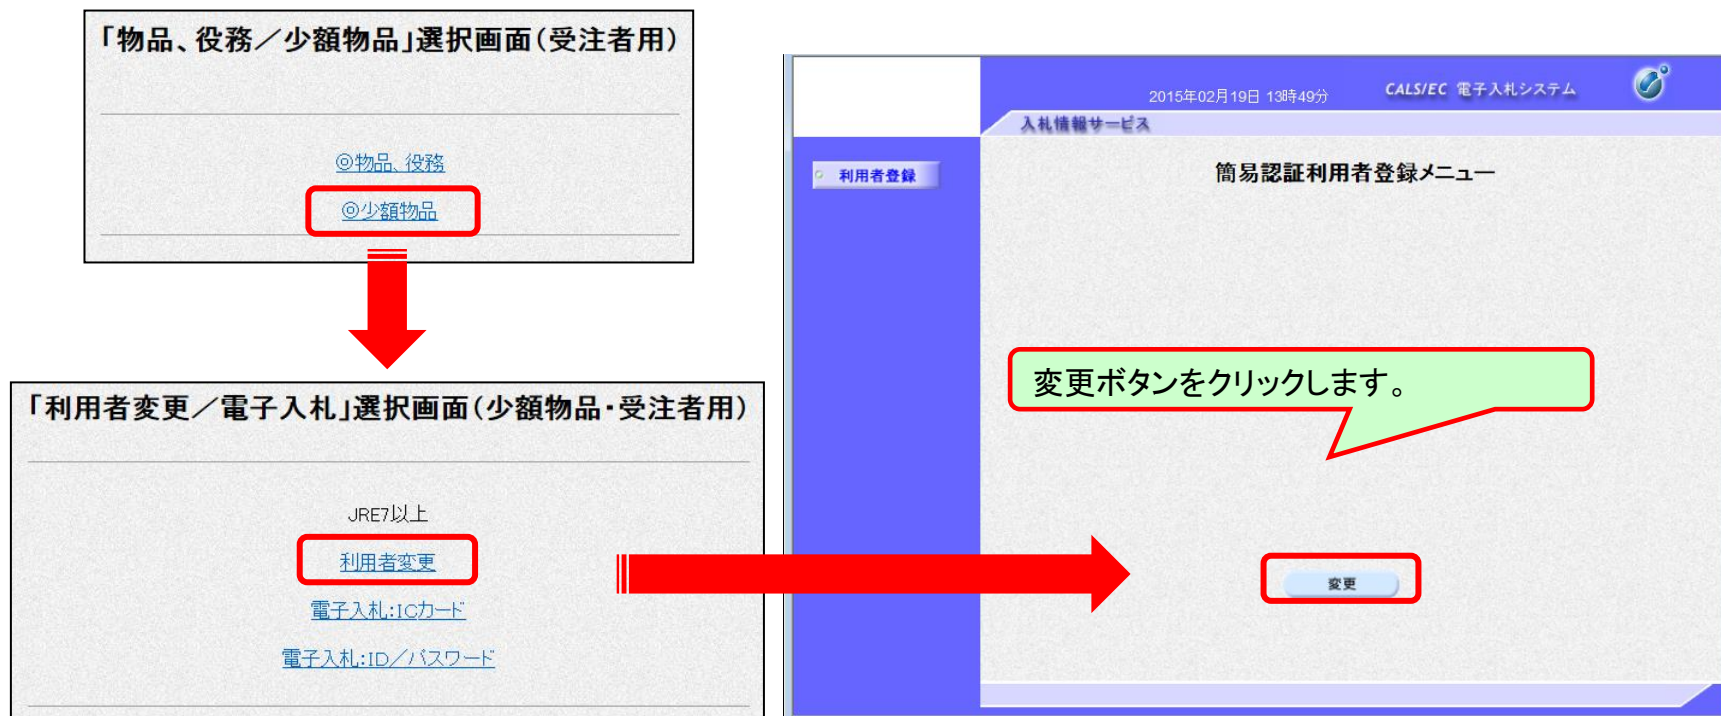 「物品、役務／少額物品」選択画面(受注者用)
◎物品、役務
◎少額物品
「利用者変更／電子入札」選択画面(少額物品・受注者用)
JRE7以上
利用者変更
電子入札:ICカード
電子入札:ID／パスワード
2015年02月19日 13時49分
CALS/EC 電子入札システム
入札情報サービス
利用者登録
簡易認証利用者登録メニュー
変更ボタンをクリックします。
変更